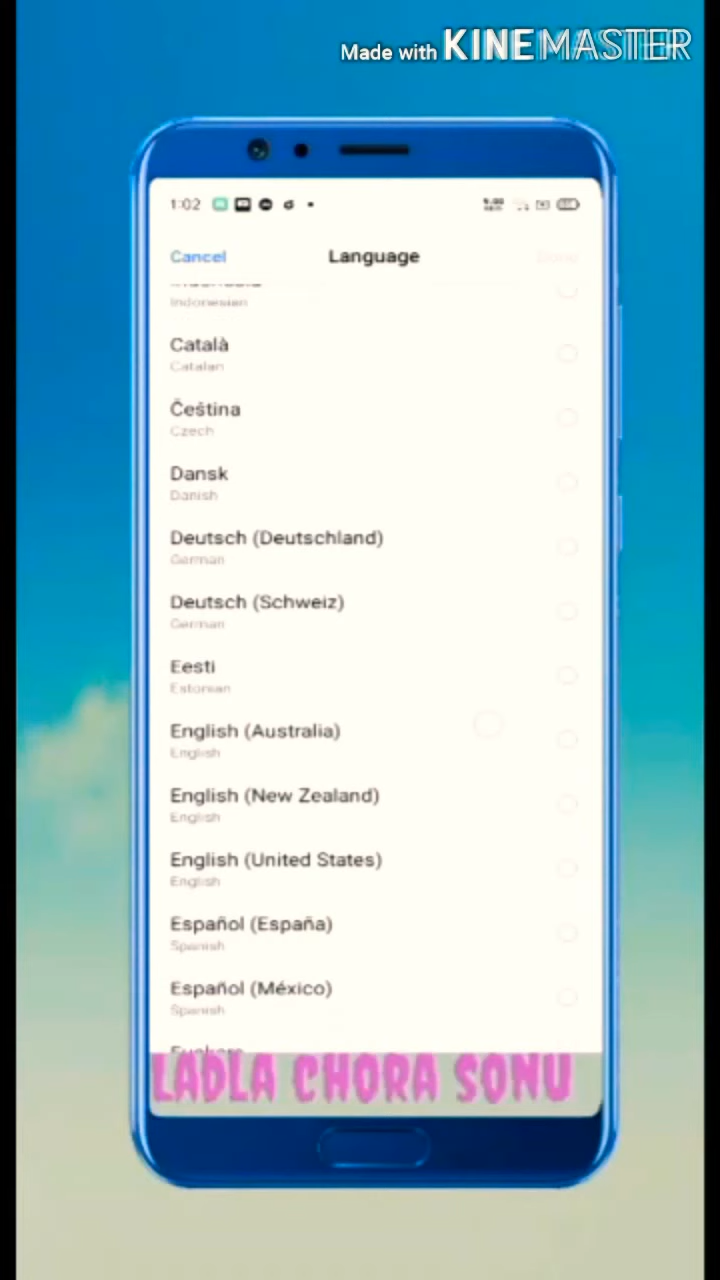 Made with KINEMASTER
1:02
Cancel
Language
Indonesian
Català
Catalan
Čeština
Czech
Dansk
Danish
Deutsch (Deutschland)
German
Deutsch (Schweiz)
German
Eesti
Estonian
English (Australia)
English
English (New Zealand)
English
English (United States)
English
Español (España)
Spanish
Español (México)
Spanish
LADLA CHORA SONU